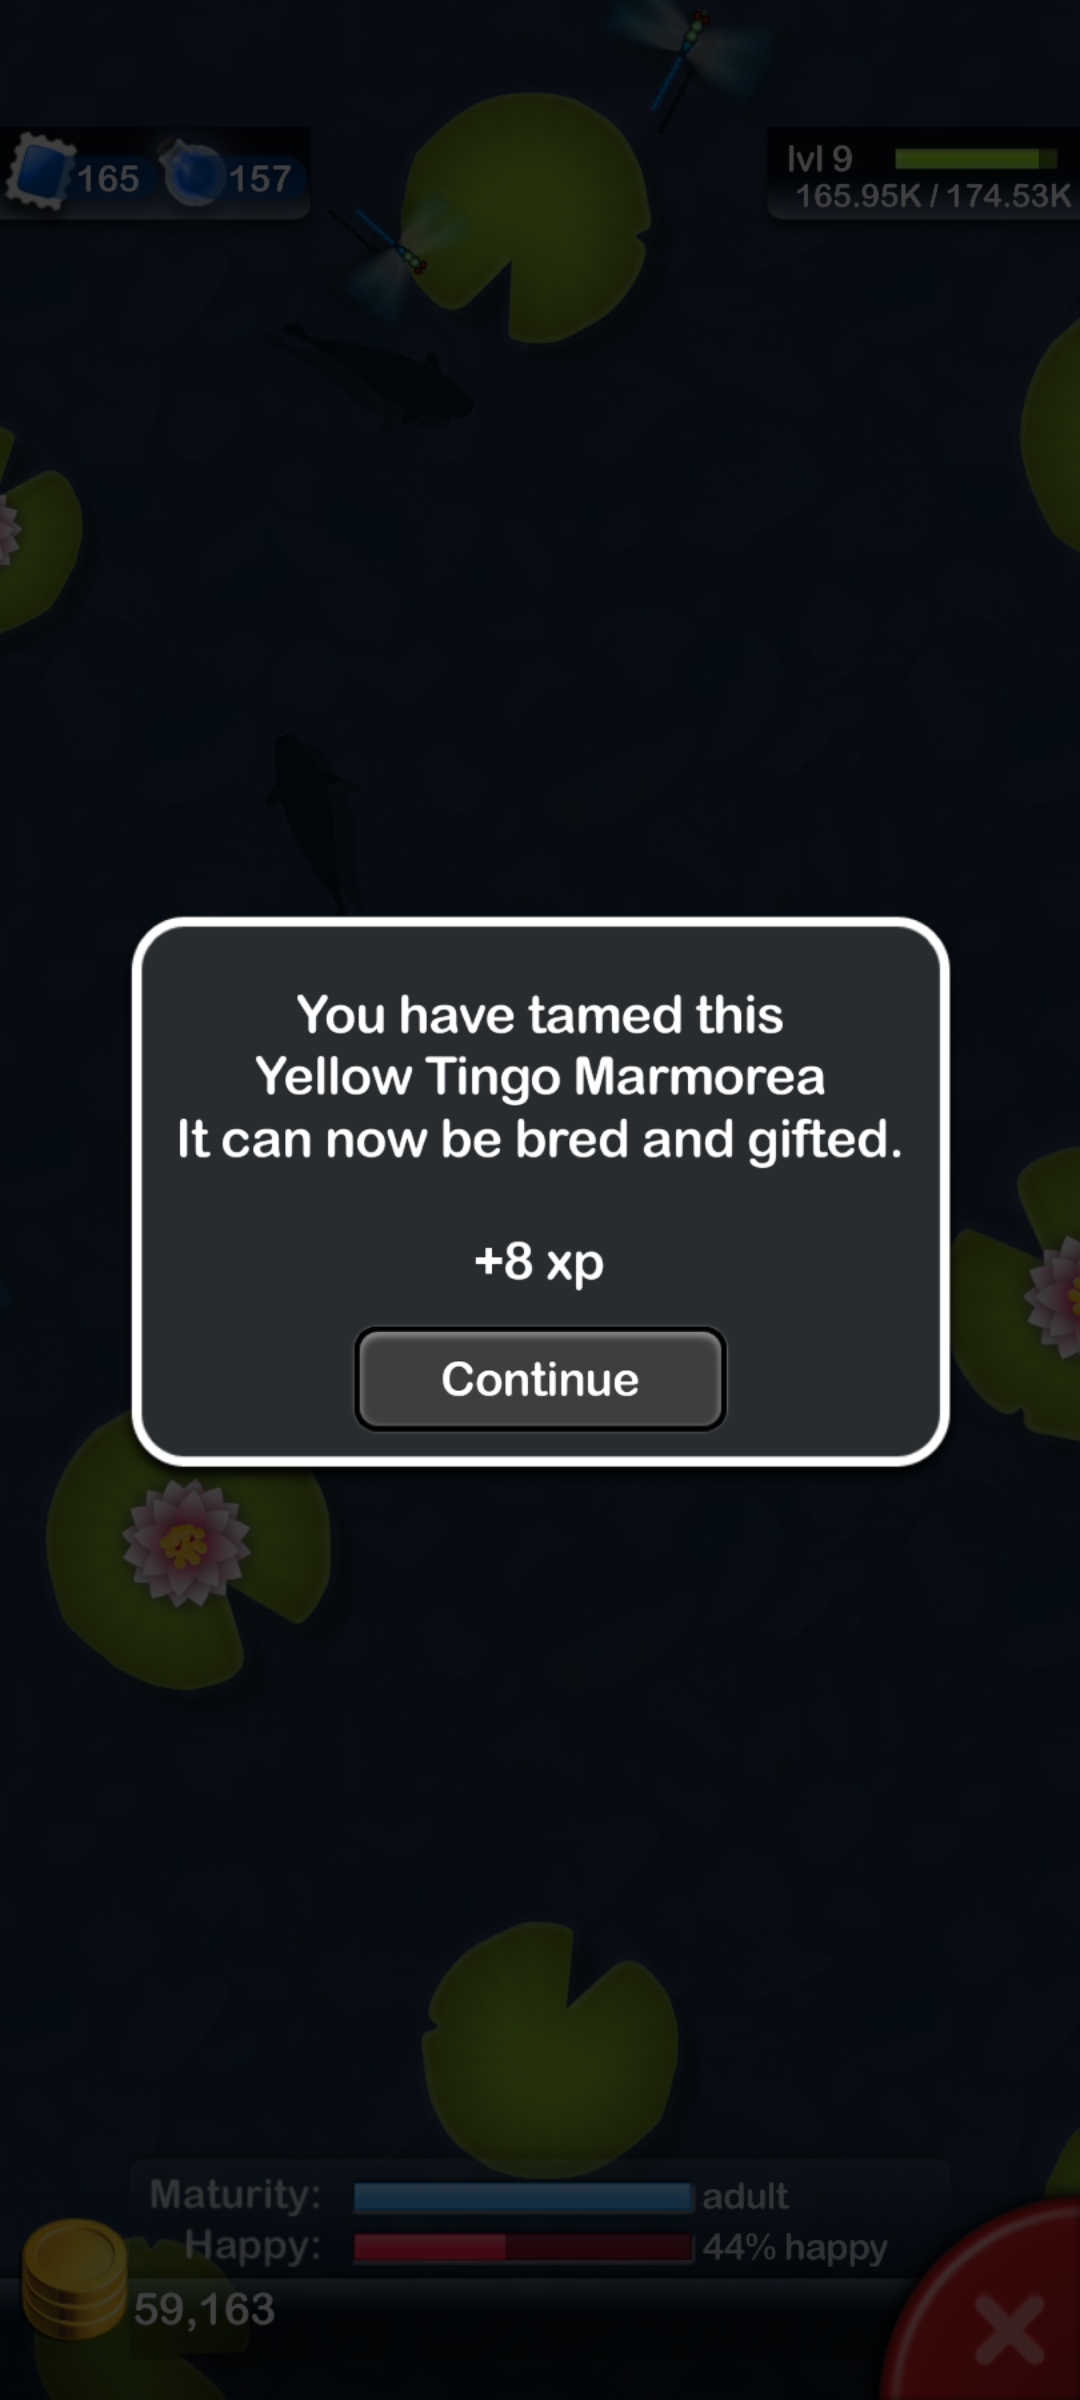 165 157
lvl 9
165.95K / 174.53K
You have tamed this
Yellow Tingo Marmorea
It can now be bred and gifted.
+8 xp
Continue
Maturity: adult
Happy: 44% happy
59,163